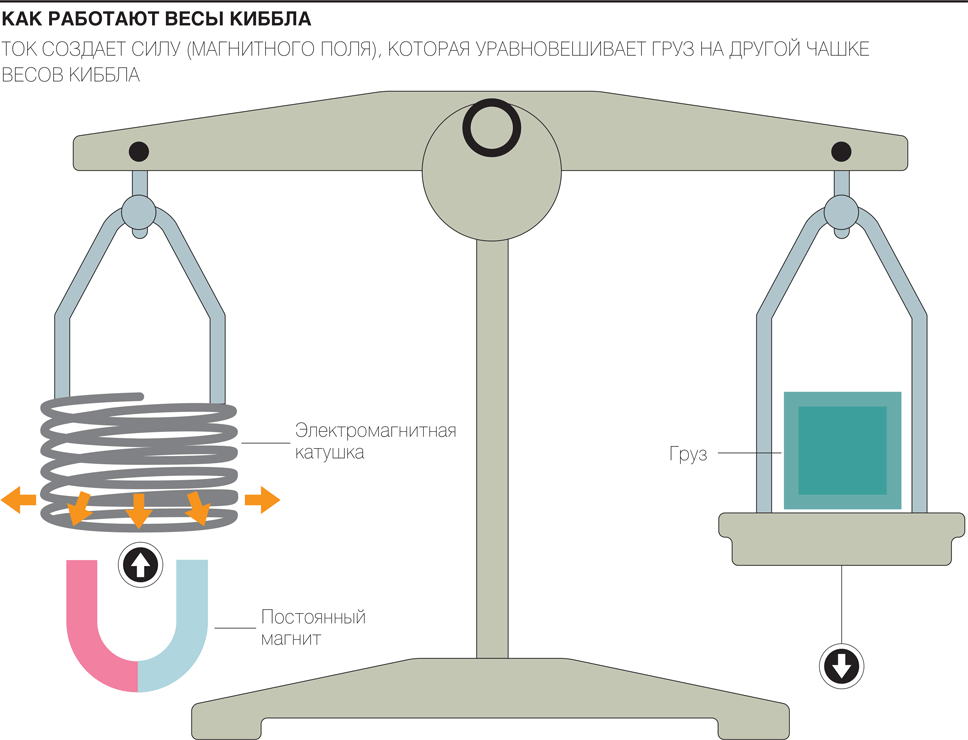 КАК РАБОТАЮТ ВЕСЫ КИББЛА
ТОК СОЗДАЕТ СИЛУ (МАГНИТНОГО ПОЛЯ), КОТОРАЯ УРАВНОВЕШИВАЕТ ГРУЗ НА ДРУГОЙ ЧАШКЕ
ВЕСОВ КИББЛА
Электромагнитная
катушка
Груз
Постоянный
магнит